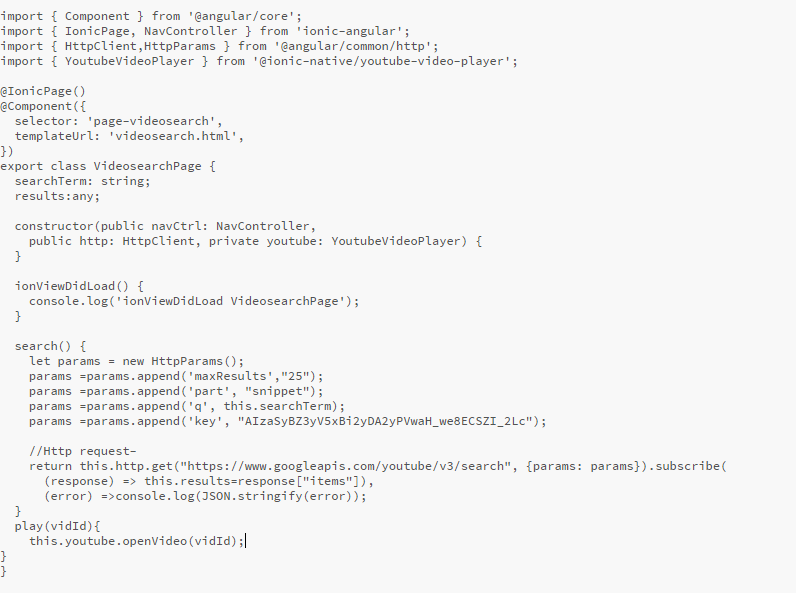 import { Component } from '@angular/core';
import { IonicPage, NavController } from 'ionic-angular';
import { HttpClient,HttpParams } from '@angular/common/http';
import { YoutubeVideoPlayer } from '@ionic-native/youtube-video-player';

@IonicPage()
@Component({
  selector: 'page-videosearch',
  templateUrl: 'videosearch.html',
})
export class VideosearchPage {
  searchTerm: string;
  results:any;

  constructor(public navCtrl: NavController,
    public http: HttpClient, private youtube: YoutubeVideoPlayer) {
  }

  ionViewDidLoad() {
    console.log('ionViewDidLoad VideosearchPage');
  }

  search() {
    let params = new HttpParams();
    params =params.append('maxResults',"25");
    params =params.append('part', "snippet");
    params =params.append('q', this.searchTerm);
    params =params.append('key', "AIzaSyBZ3yV5xBi2yDA2yPVwaH_we8ECSZI_2Lc");

    //Http request-
    return this.http.get("https://www.googleapis.com/youtube/v3/search", {params: params}).subscribe(
      (response) => this.results=response["items"]),
      (error) =>console.log(JSON.stringify(error));
  }
  play(vidId){
    this.youtube.openVideo(vidId);
}
}